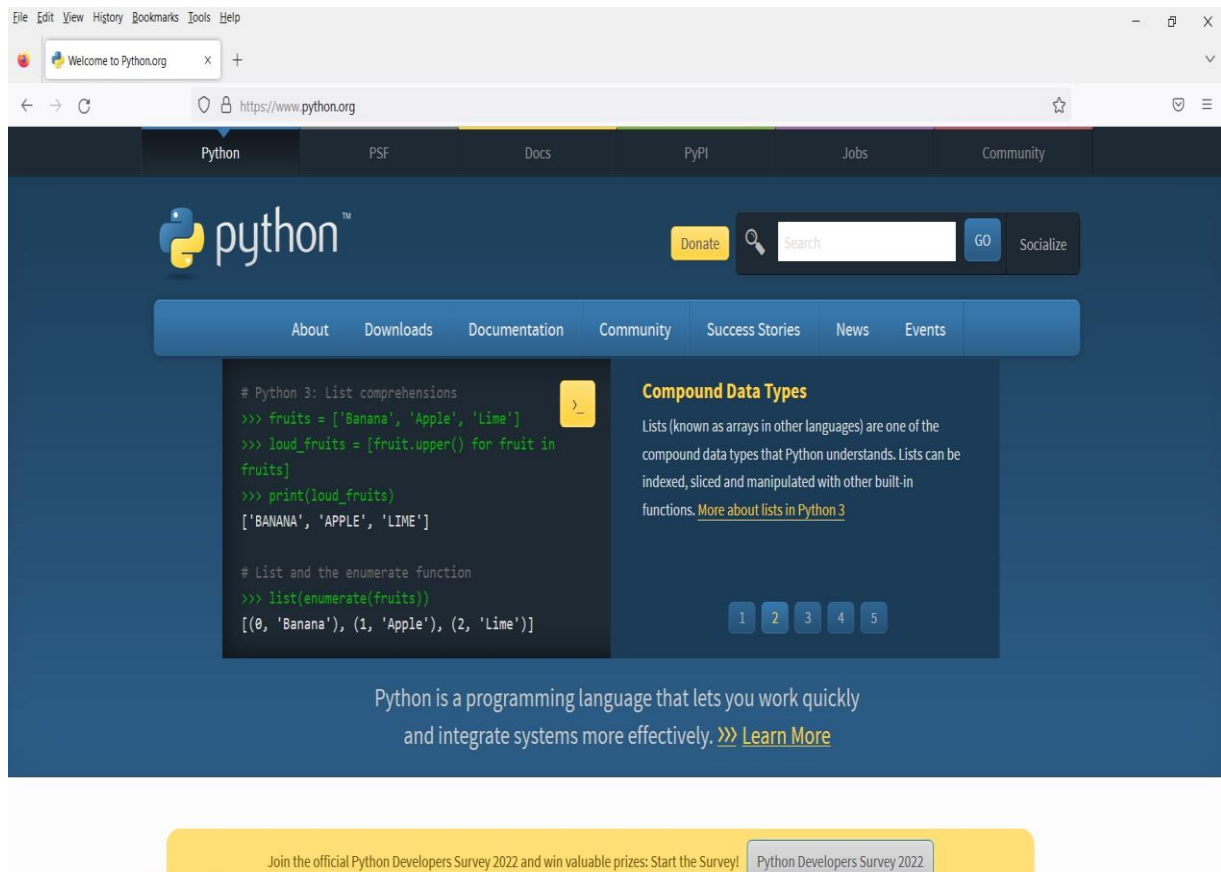 File Edit View History Bookmarks Tools Help
Welcome to Python.org
https://www.python.org
Python PSF Docs PyPI Jobs Community
python™
Donate Search GO Socialize
About Downloads Documentation Community Success Stories News Events
# Python 3: List comprehensions
>>> fruits = ['Banana', 'Apple', 'Lime']
>>> loud_fruits = [fruit.upper() for fruit in
fruits]
>>> print(loud_fruits)
['BANANA', 'APPLE', 'LIME']
# List and the enumerate function
>>> list(enumerate(fruits))
[(0, 'Banana'), (1, 'Apple'), (2, 'Lime')]
>_
Compound Data Types
Lists (known as arrays in other languages) are one of the
compound data types that Python understands. Lists can be
indexed, sliced and manipulated with other built-in
functions. More about lists in Python 3
1 2 3 4 5
Python is a programming language that lets you work quickly
and integrate systems more effectively. >>> Learn More
Join the official Python Developers Survey 2022 and win valuable prizes: Start the Survey! Python Developers Survey 2022